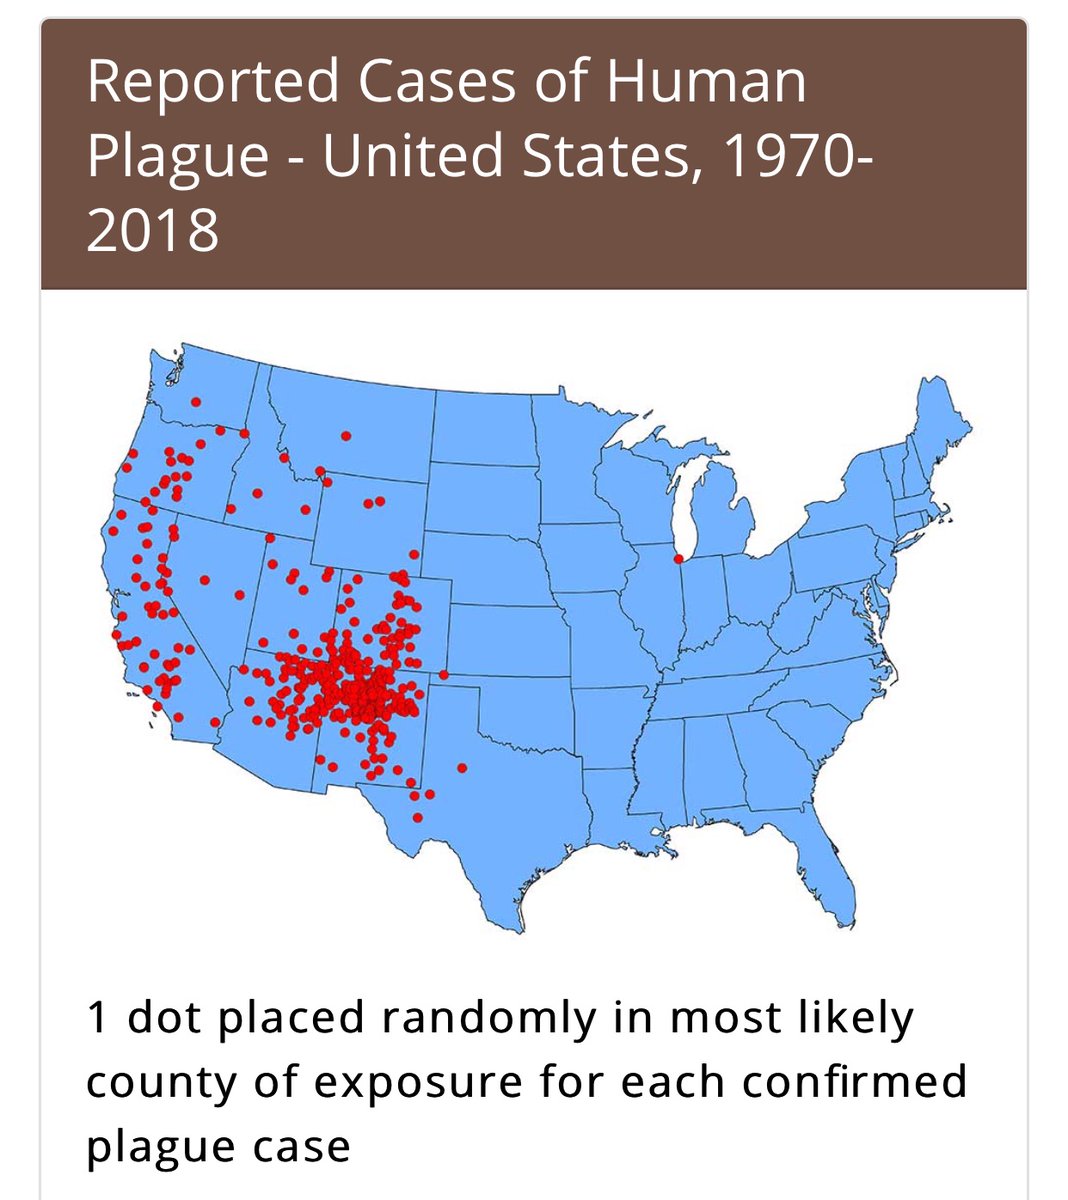 Reported Cases of Human
Plague - United States, 1970-
2018
1 dot placed randomly in most likely
county of exposure for each confirmed
plague case